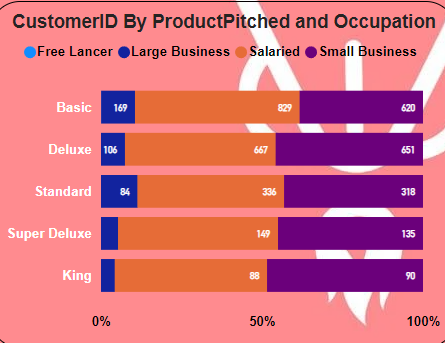 CustomerID By ProductPitched and Occupation
Free Lancer Large Business Salaried Small Business
Basic 169 829 620
Deluxe 106 667 651
Standard 84 336 318
Super Deluxe 149 135
King 88 90
0% 50% 100%